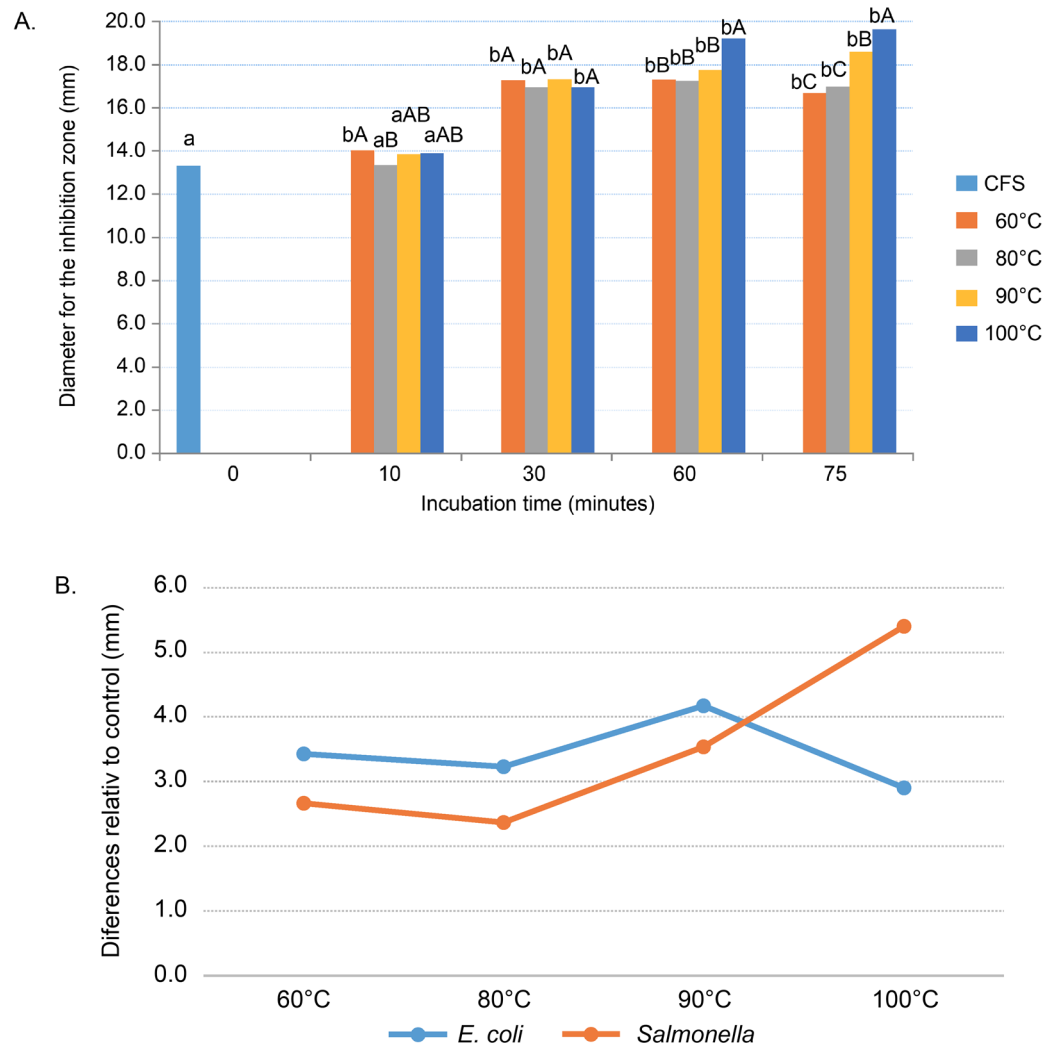 A.
Diameter for the inhibition zone (mm)
20.0
18.0
16.0
14.0
12.0
10.0
8.0
6.0
4.0
2.0
0.0
a
bA
aB
aAB
aAB
bA
bA
bA
bA
bB
bB
bB
bA
bC
bC
bB
bA
0 10 30 60 75
Incubation time (minutes)
CFS
60°C
80°C
90°C
100°C
B.
Diferences relativ to control (mm)
6.0
5.0
4.0
3.0
2.0
1.0
0.0
60°C 80°C 90°C 100°C
E. coli Salmonella